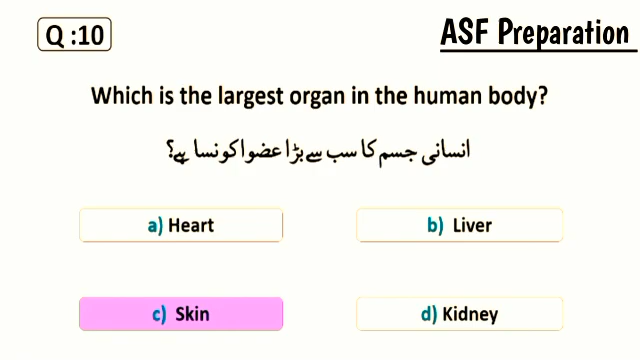 Q :10
ASF Preparation
Which is the largest organ in the human body?
انسانی جسم کا سب سے بڑا عضو اکونسا ہے؟
a) Heart
b) Liver
c) Skin
d) Kidney